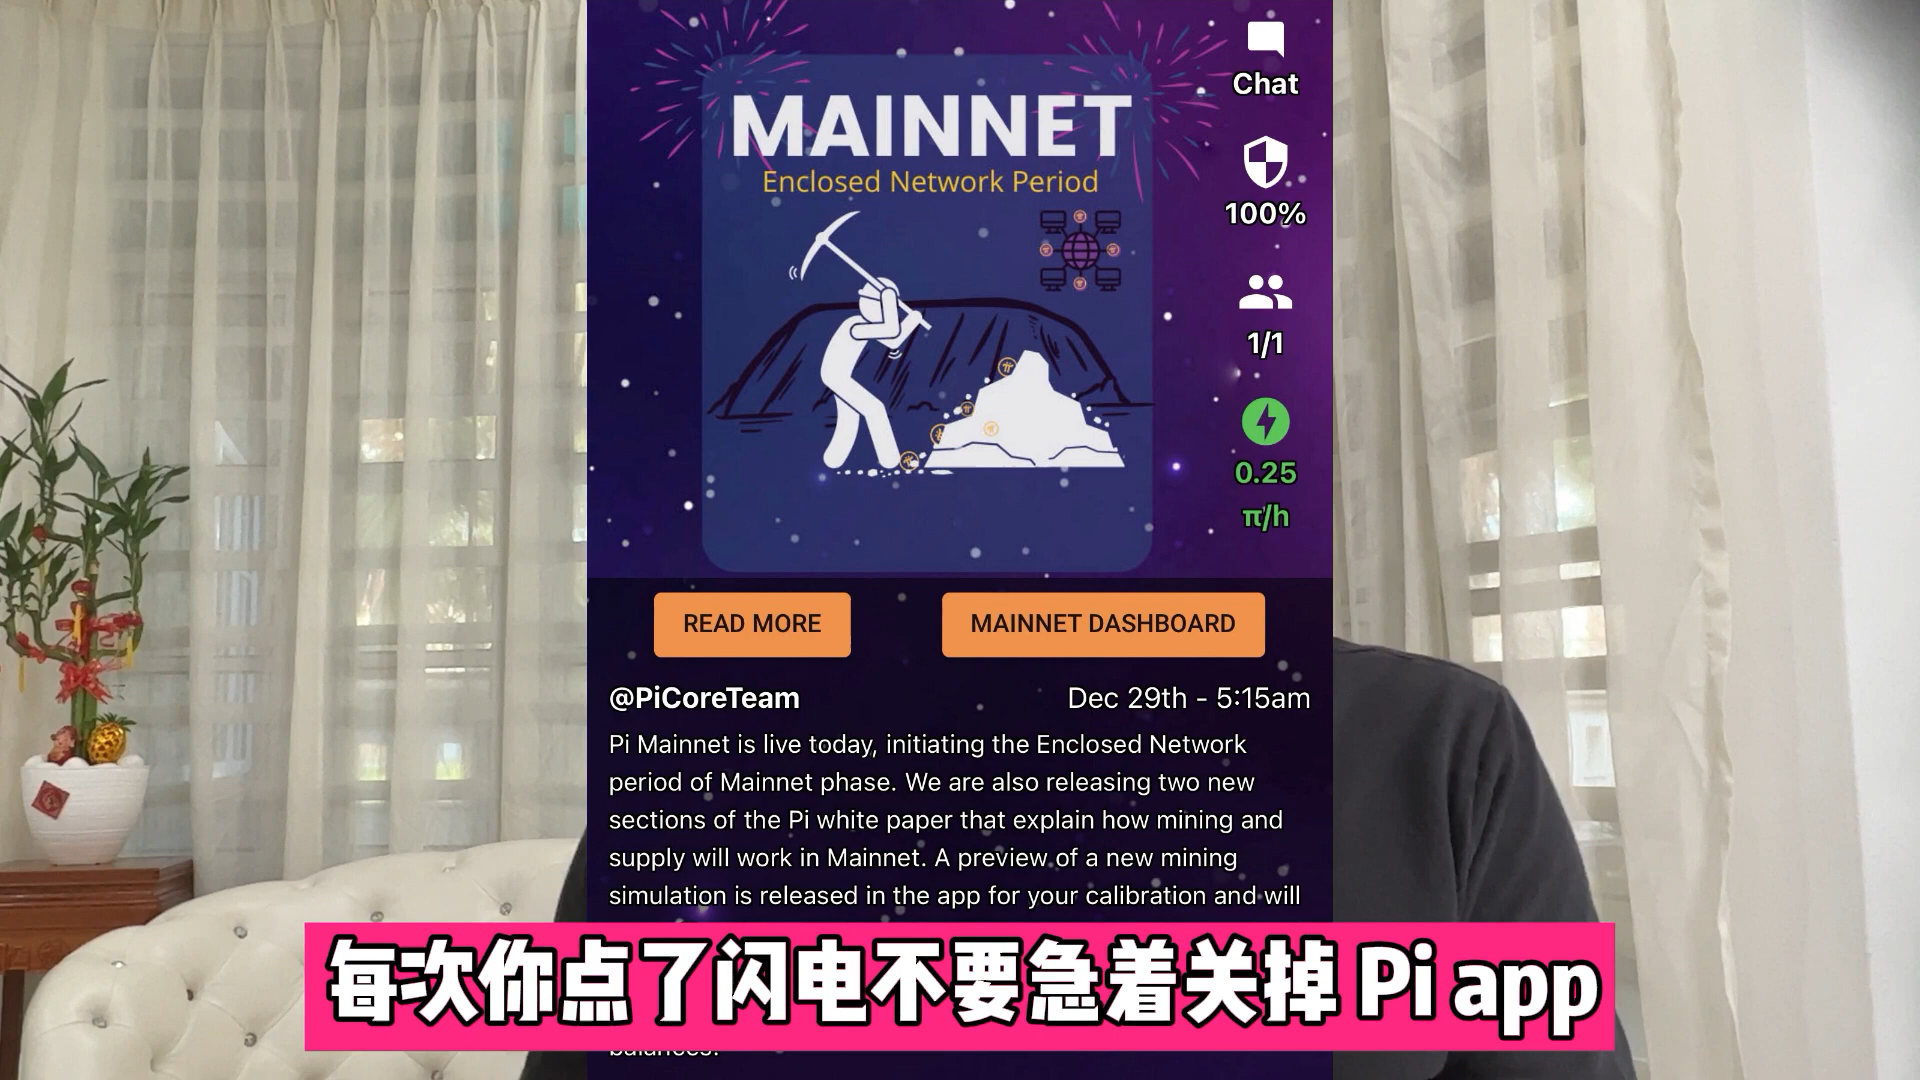 MAINNET
Enclosed Network Period
Chat
100%
1/1
0.25
π/h
READ MORE
MAINNET DASHBOARD
@PiCoreTeam
Dec 29th - 5:15am
Pi Mainnet is live today, initiating the Enclosed Network
period of Mainnet phase. We are also releasing two new
sections of the Pi white paper that explain how mining and
supply will work in Mainnet. A preview of a new mining
simulation is released in the app for your calibration and will
每次你点了闪电不要急着关掉 Pi app
balances.